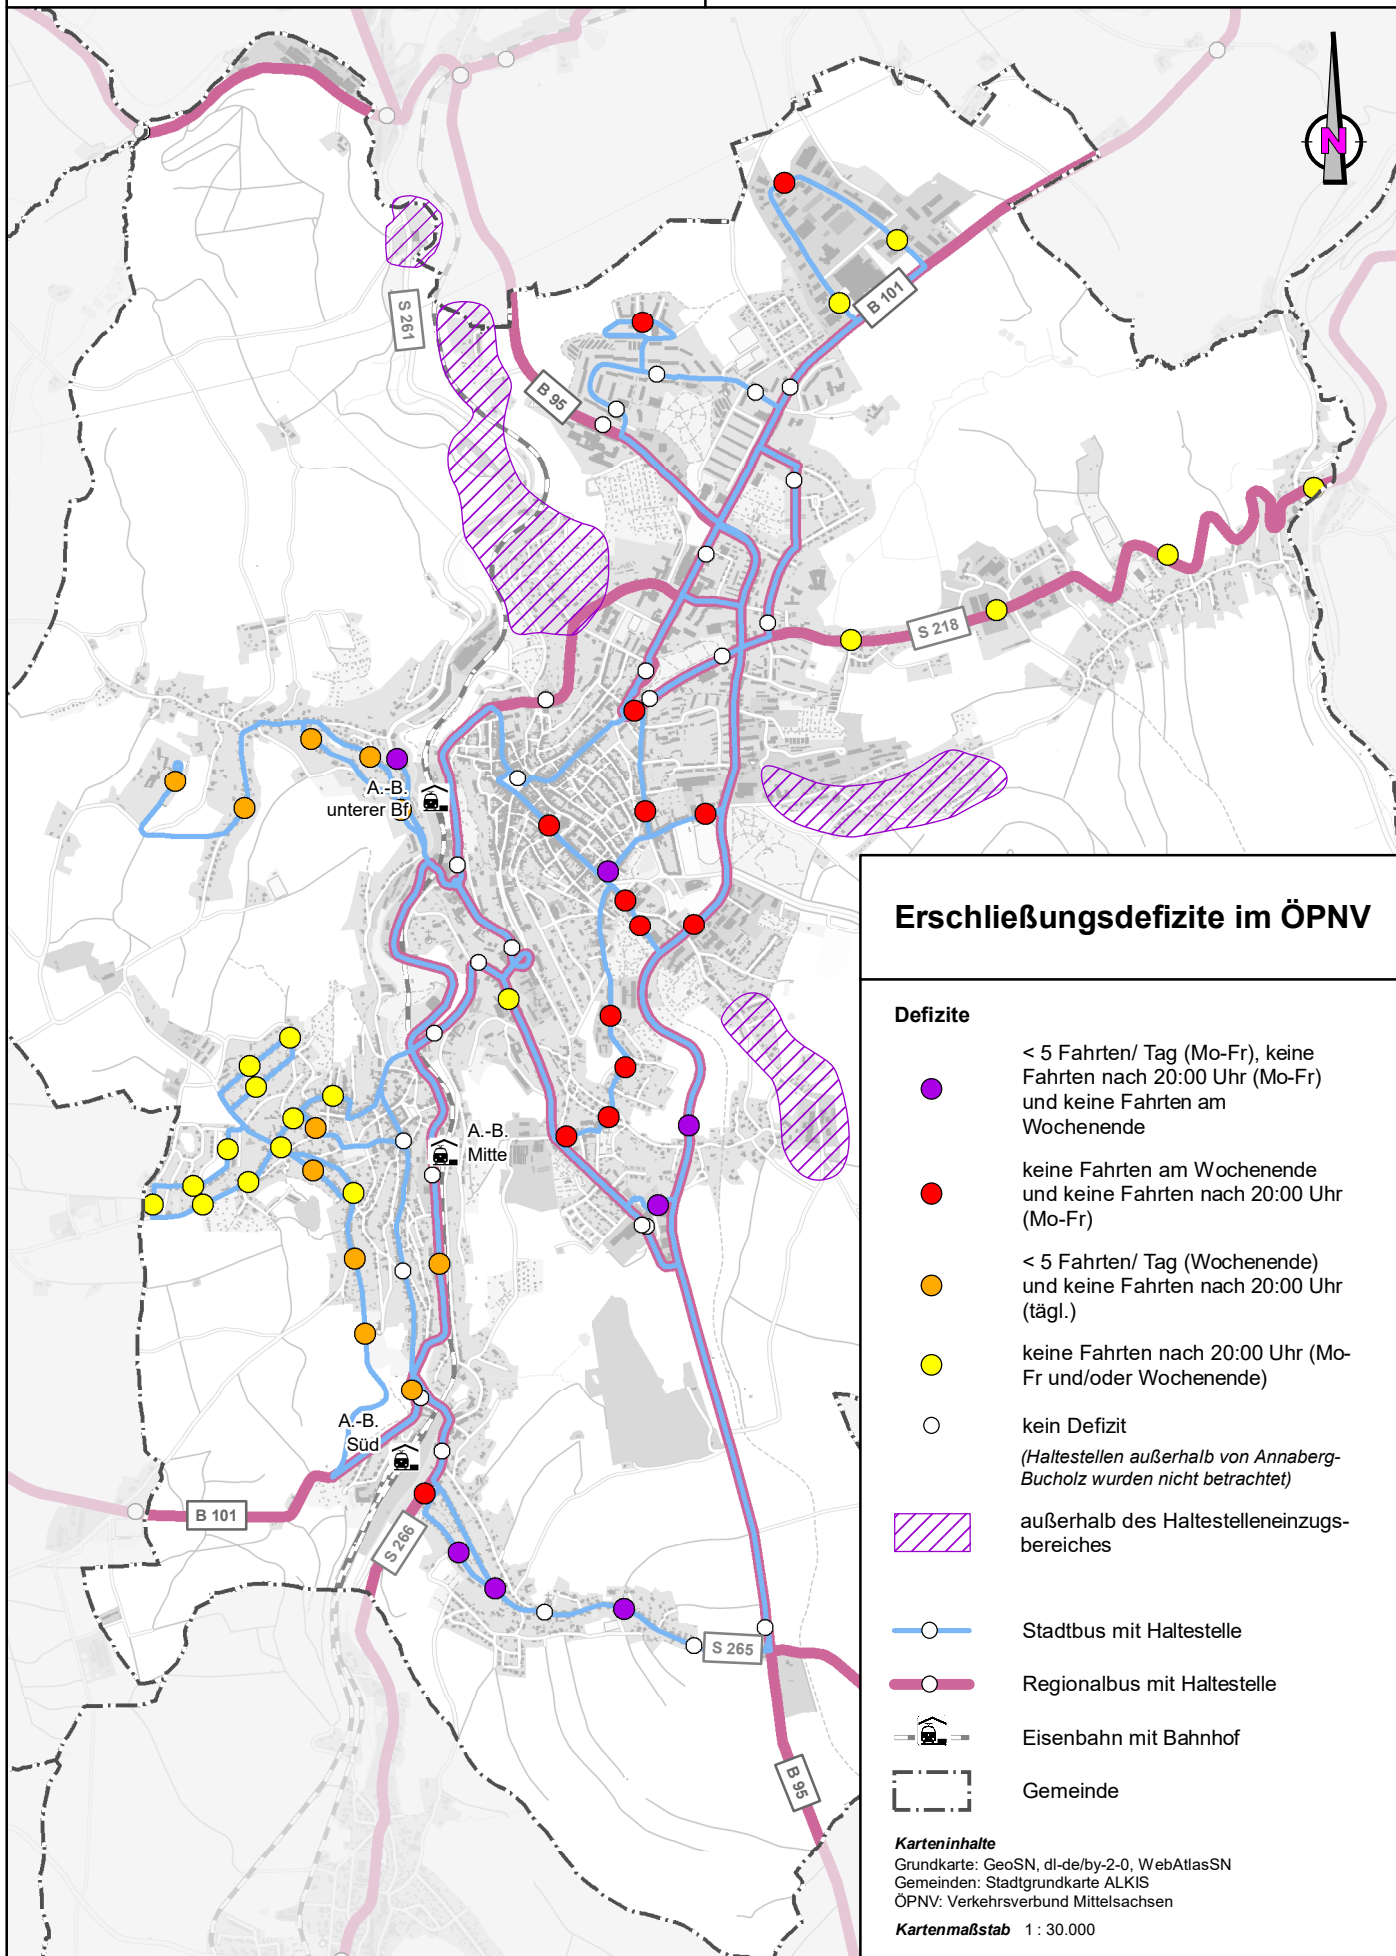 N
B 101
S 261
B 95
S 218
A.-B.
unterer Bf
A.-B.
Mitte
A.-B.
Süd
B 101
S 266
S 265
B 95
Erschließungsdefizite im ÖPNV
Defizite
< 5 Fahrten/ Tag (Mo-Fr), keine
Fahrten nach 20:00 Uhr (Mo-Fr)
und keine Fahrten am
Wochenende
keine Fahrten am Wochenende
und keine Fahrten nach 20:00 Uhr
(Mo-Fr)
< 5 Fahrten/ Tag (Wochenende)
und keine Fahrten nach 20:00 Uhr
(tägl.)
keine Fahrten nach 20:00 Uhr (Mo-
Fr und/oder Wochenende)
kein Defizit
(Haltestellen außerhalb von Annaberg-
Bucholz wurden nicht betrachtet)
außerhalb des Haltestelleneinzugs-
bereiches
Stadtbus mit Haltestelle
Regionalbus mit Haltestelle
Eisenbahn mit Bahnhof
Gemeinde
Karteninhalte
Grundkarte: GeoSN, dl-de/by-2-0, WebAtlasSN
Gemeinden: Stadtgrundkarte ALKIS
ÖPNV: Verkehrsverbund Mittelsachsen
Kartenmaßstab 1 : 30.000